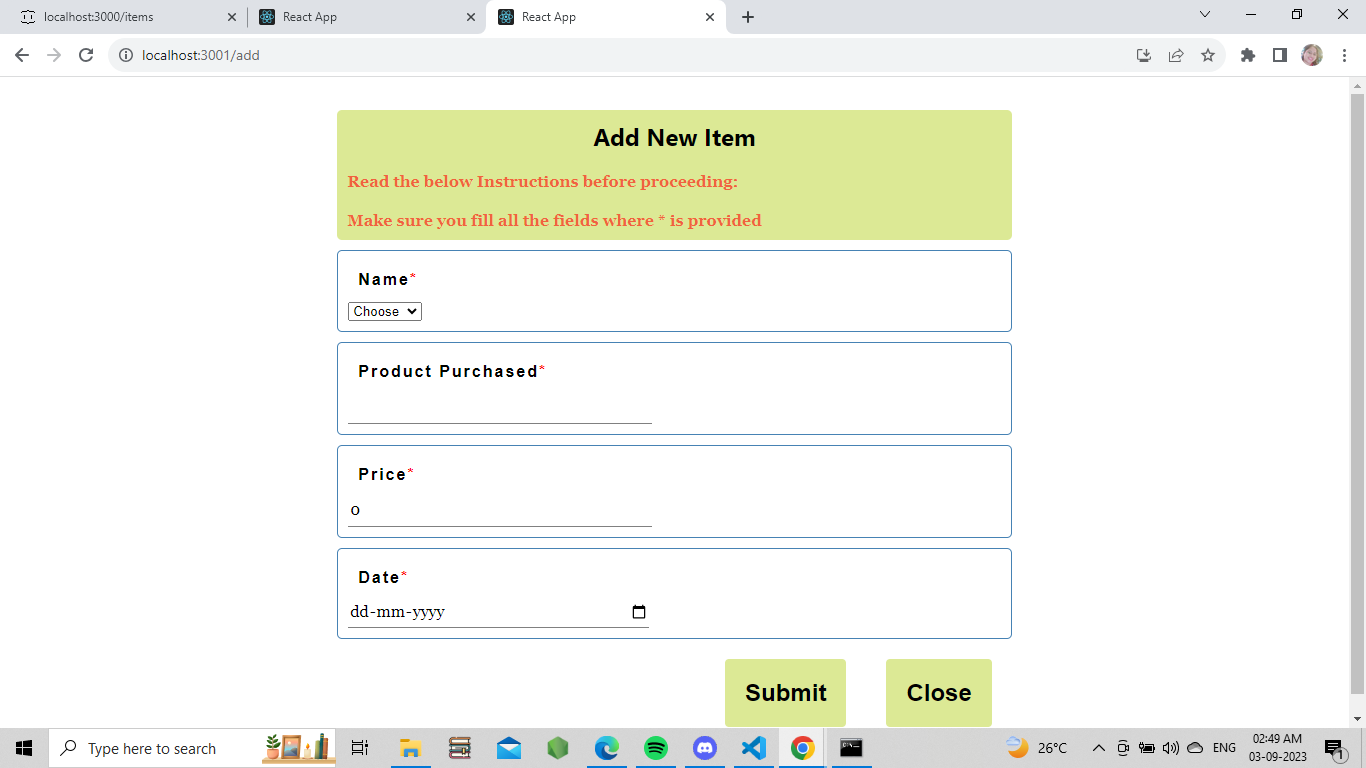 localhost:3000/items
React App
React App
localhost:3001/add
Add New Item
Read the below Instructions before proceeding:
Make sure you fill all the fields where * is provided
Name*
Choose
Product Purchased*
Price*
0
Date*
dd-mm-yyyy
Submit
Close
Type here to search
26°C
ENG
02:49 AM
03-09-2023
1